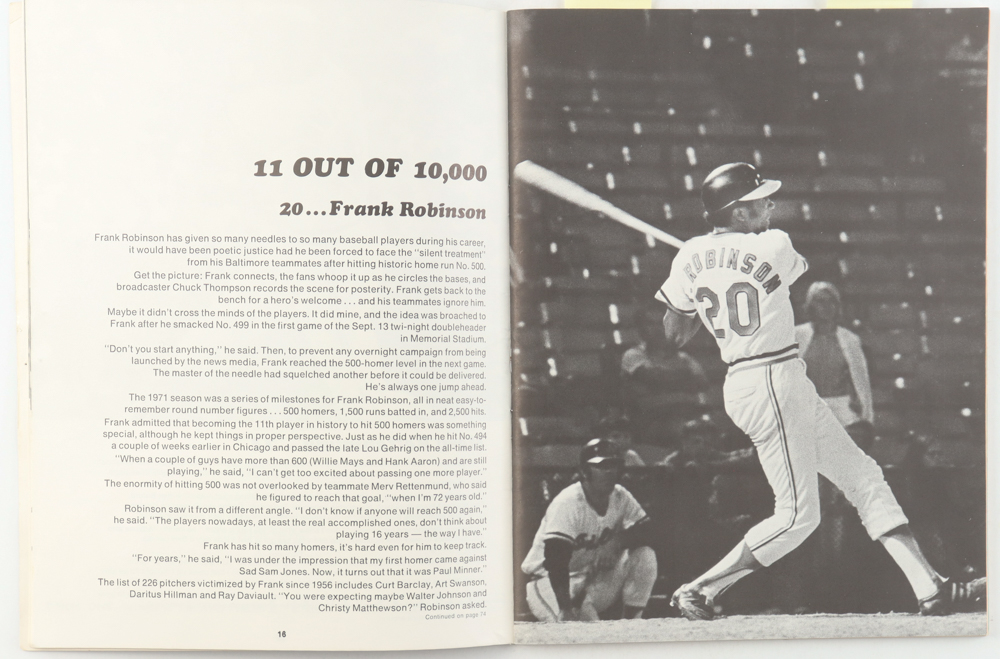 11 OUT OF 10,000
20...Frank Robinson
Frank Robinson has given so many needles to so many baseball players during his career,
it would have been poetic justice had he been forced to face the "silent treatment"
from his Baltimore teammates after hitting historic home run No. 500.
Get the picture: Frank connects, the fans whoop it up as he circles the bases, and
broadcaster Chuck Thompson records the scene for posterity. Frank gets back to the
bench for a hero's welcome . . . and his teammates ignore him.
Maybe it didn't cross the minds of the players. It did mine, and the idea was broached to
Frank after he smacked No. 499 in the first game of the Sept. 13 twi-night doubleheader
in Memorial Stadium.
"Don't you start anything," he said. Then, to prevent any overnight campaign from being
launched by the news media, Frank reached the 500-homer level in the next game.
The master of the needle had squelched another before it could be delivered.
He's always one jump ahead.
The 1971 season was a series of milestones for Frank Robinson, all in neat easy-to-
remember round number figures . . . 500 homers, 1,500 runs batted in, and 2,500 hits.
Frank admitted that becoming the 11th player in history to hit 500 homers was something
special, although he kept things in proper perspective. Just as he did when he hit No. 494
a couple of weeks earlier in Chicago and passed the late Lou Gehrig on the all-time list.
"When a couple of guys have more than 600 (Willie Mays and Hank Aaron) and are still
playing," he said, "I can't get too excited about passing one more player."
The enormity of hitting 500 was not overlooked by teammate Merv Rettenmund, who said
he figured to reach that goal, "when I'm 72 years old."
Robinson saw it from a different angle. "I don't know if anyone will reach 500 again,"
he said. "The players nowadays, at least the real accomplished ones, don't think about
playing 16 years — the way I have."
Frank has hit so many homers, it's hard even for him to keep track.
"For years," he said, "I was under the impression that my first homer came against
Sad Sam Jones. Now, it turns out that it was Paul Minner."
The list of 226 pitchers victimized by Frank since 1956 includes Curt Barclay, Art Swanson,
Daritus Hillman and Ray Daviault. "You were expecting maybe Walter Johnson and
Christy Matthewson?" Robinson asked.
Continued on page 74
16
ROBINSON
20